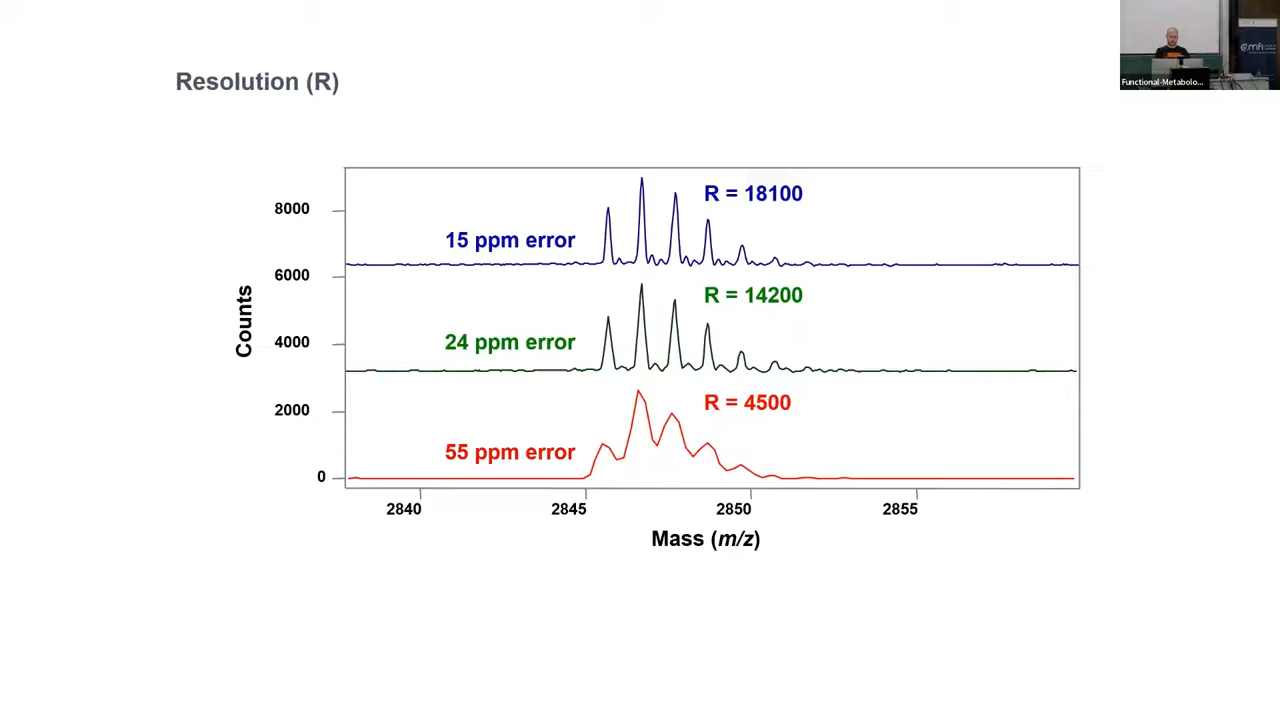 Resolution (R)
R = 18100
15 ppm error
R = 14200
24 ppm error
R = 4500
55 ppm error
Counts
8000
6000
4000
2000
0
2840 2845 2850 2855
Mass (m/z)
Functional-Metabolo...